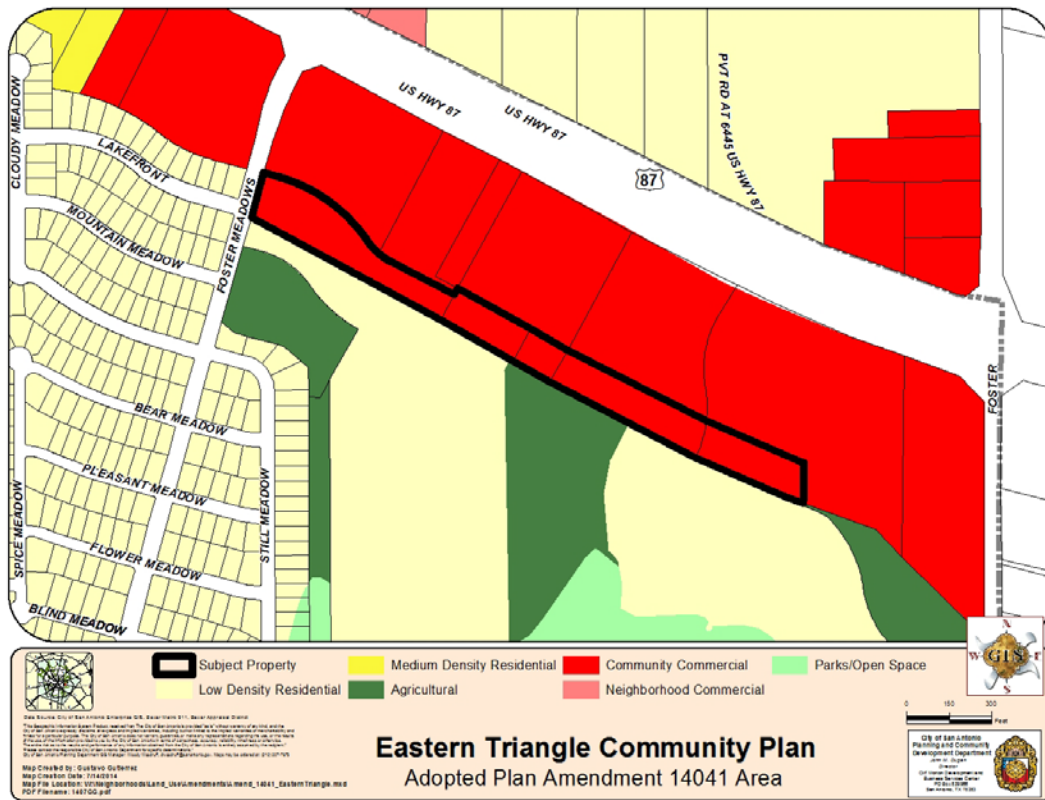 US HWY 87
US HWY 87
PVT RD AT 6445 US HWY 87
87
CLOUDY MEADOW
LAKEFRONT
MOUNTAIN MEADOW
FOSTER MEADOWS
FOSTER
BEAR MEADOW
PLEASANT MEADOW
SPICE MEADOW
STILL MEADOW
FLOWER MEADOW
BLIND MEADOW
N
W
GIS
S
Subject Property
Medium Density Residential
Community Commercial
Parks/Open Space
Low Density Residential
Agricultural
Neighborhood Commercial
0 150 300
Feet
Eastern Triangle Community Plan
Adopted Plan Amendment 14041 Area
Map Created by: Gustavo Gutierrez
Map Creation Date: 7/14/2014
PDF Filename: 1407GG.pdf
City of San Antonio
Planning and Community
Development Department
Director